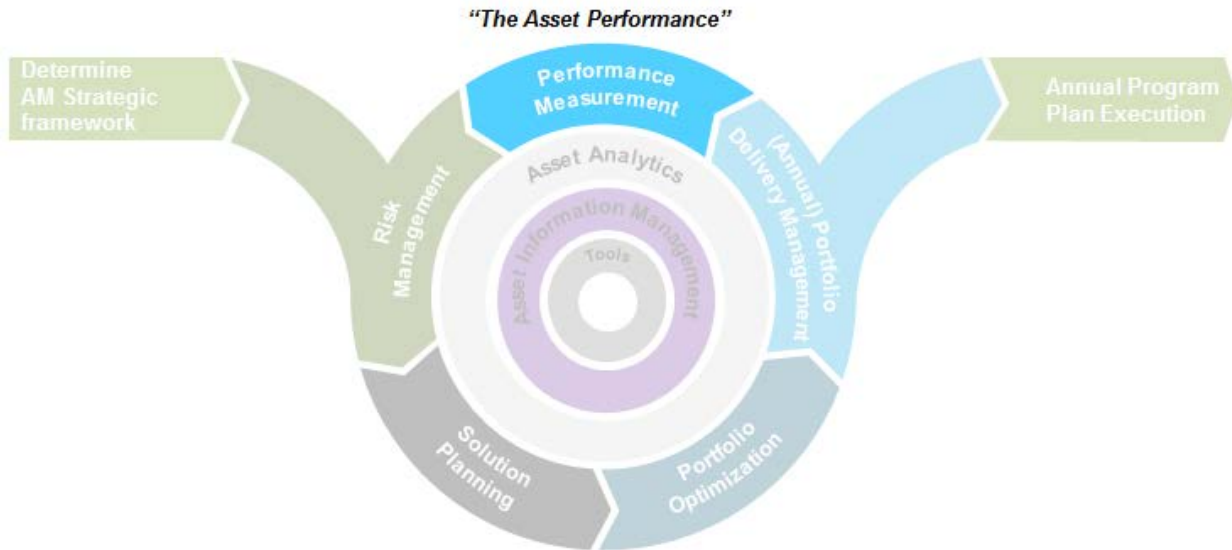 “The Asset Performance”
Determine
AM Strategic
framework
Performance
Measurement
Annual Program
Plan Execution
Asset Analytics
(Annual) Portfolio
Delivery Management
Risk
Management
Asset Information Management
Tools
Solution
Planning
Portfolio
Optimization